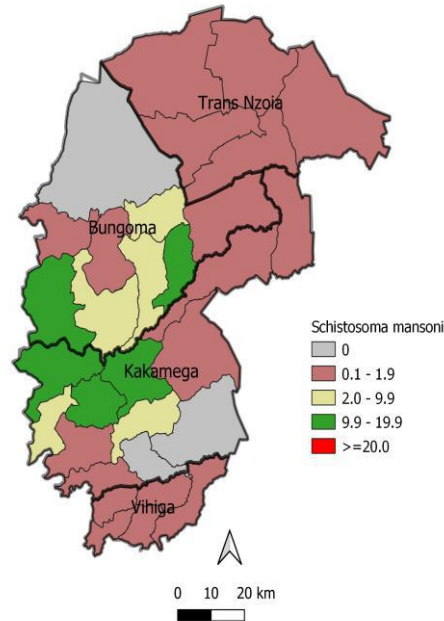 Trans Nzoia
Bungoma
Schistosoma mansoni
0
0.1 - 1.9
2.0 - 9.9
9.9 - 19.9
>=20.0
Kakamega
Vihiga
0 10 20 km